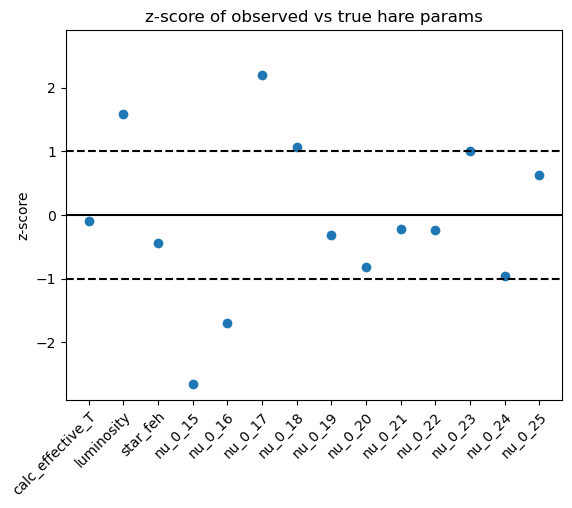 z-score of observed vs true hare params
z-score
2
1
0
−1
−2
calc_effective_T
luminosity
star_feh
nu_0_15
nu_0_16
nu_0_17
nu_0_18
nu_0_19
nu_0_20
nu_0_21
nu_0_22
nu_0_23
nu_0_24
nu_0_25